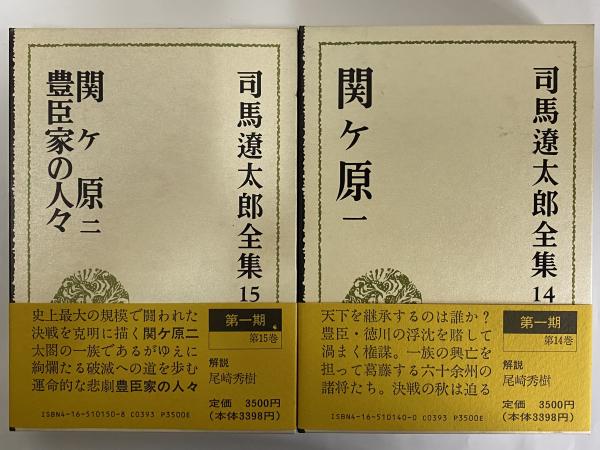 司馬遼太郎全集15
関ヶ原 二
豊臣家の人々
史上最大の規模で闘われた
決戦を克明に描く関ケ原二
太閤の一族であるがゆえに
絢爛たる破滅への道を歩む
運命的な悲劇豊臣家の人々
第一期
第15巻
解説
尾崎秀樹
定価 3500円
(本体3398円)
ISBN4-16-510150-8 C0393 P3500E
司馬遼太郎全集14
関ヶ原 一
天下を継承するのは誰か?
豊臣・徳川の浮沈を賭して
渦まく権謀。一族の興亡を
担って葛藤する六十余州の
諸将たち。決戦の秋は迫る
第一期
第14巻
解説
尾崎秀樹
定価 3500円
(本体3398円)
ISBN4-16-510140-0 C0393 P3500E